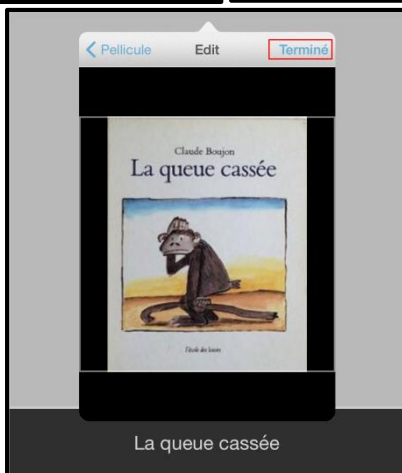 Pellicule Edit Terminé
Claude Boujon
La queue cassée
l'école des loisirs
La queue cassée